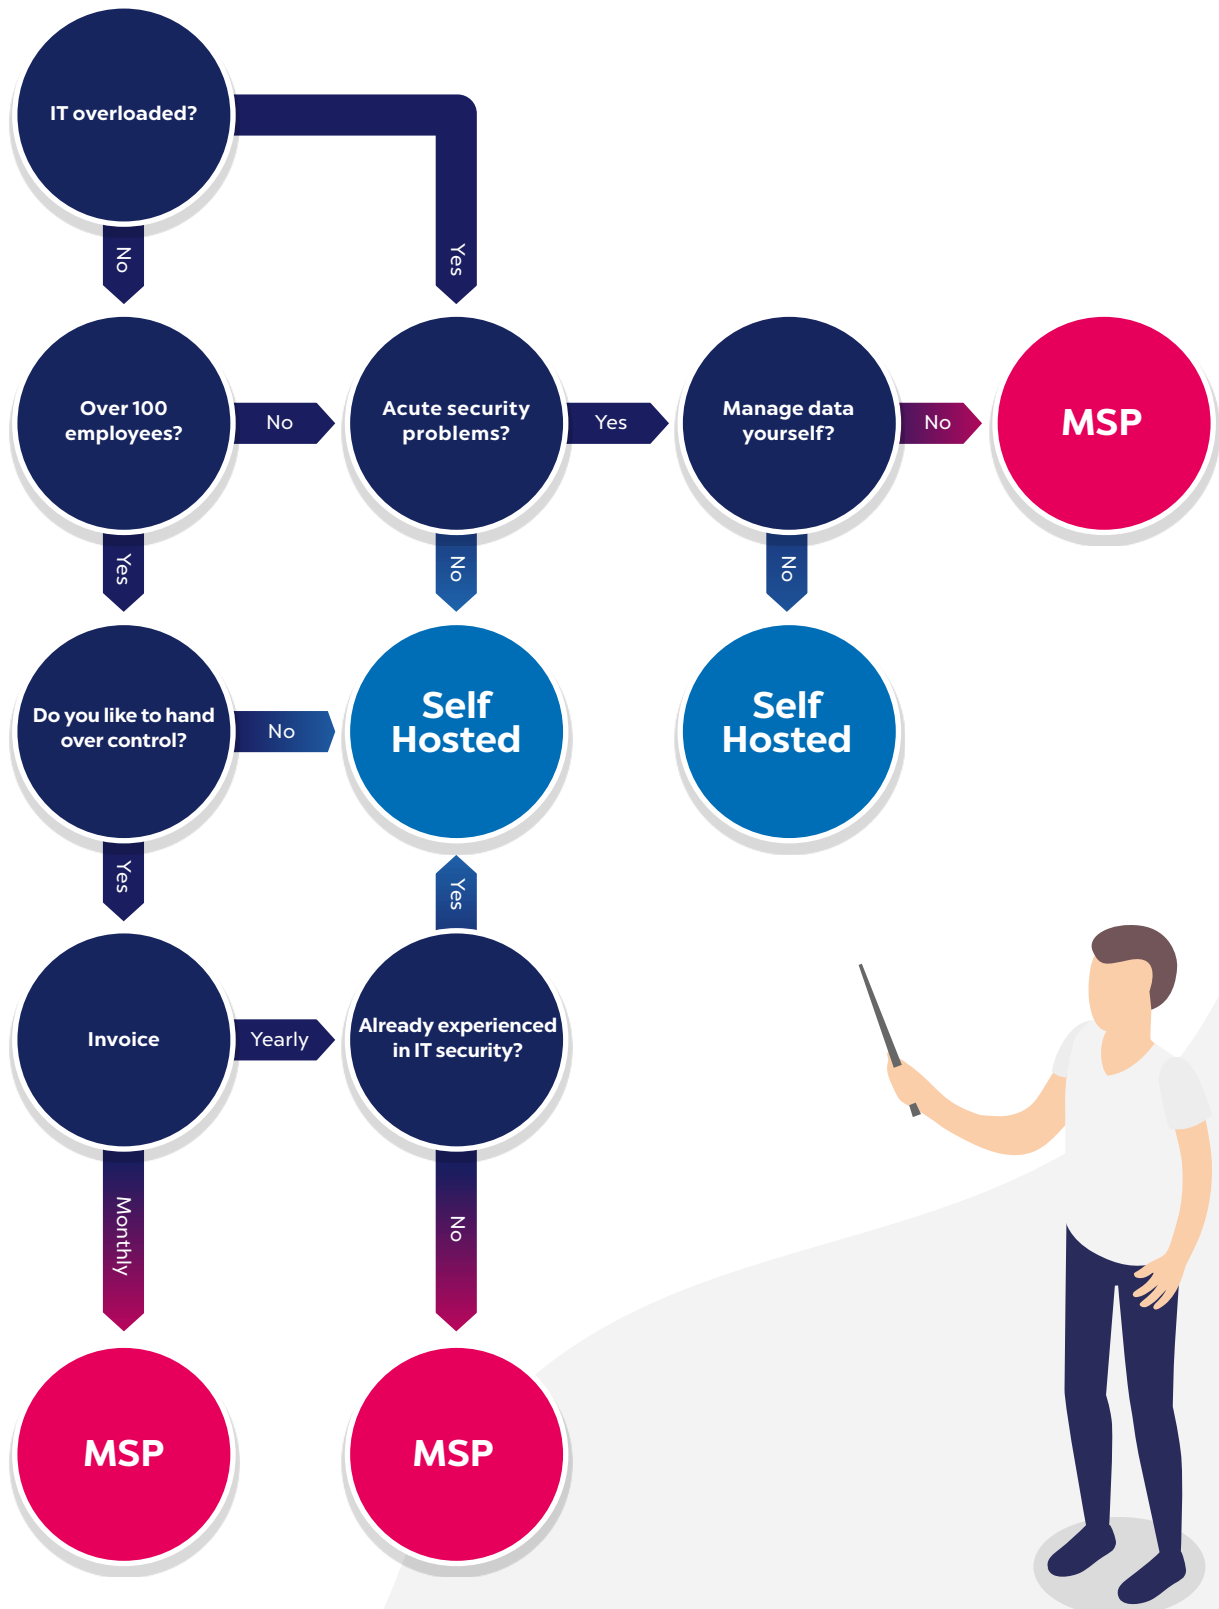 IT overloaded?
No
Yes
Over 100
employees?
No
Acute security
problems?
Yes
Manage data
yourself?
No
MSP
Yes
No
No
Do you like to hand
over control?
No
Self
Hosted
Self
Hosted
Yes
Yes
Invoice
Yearly
Already experienced
in IT security?
Monthly
No
MSP
MSP